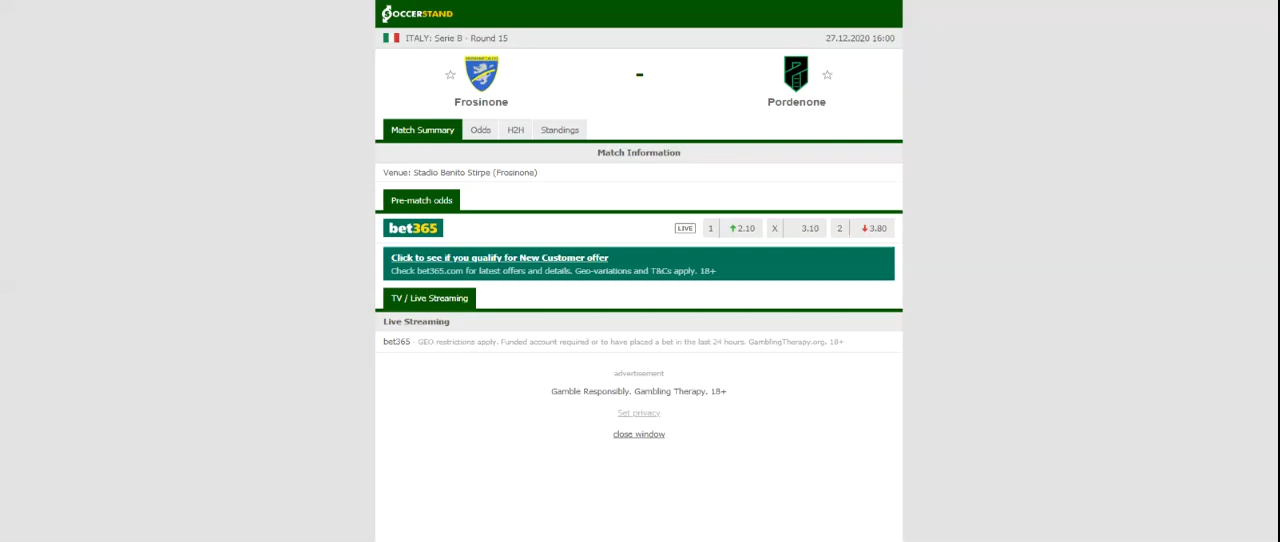 SOCCERSTAND
ITALY: Serie B - Round 15 27.12.2020 16:00
-
Frosinone Pordenone
Match Summary Odds H2H Standings
Match Information
Venue: Stadio Benito Stirpe (Frosinone)
Pre-match odds
bet365 LIVE 1 2.10 X 3.10 2 3.80
Click to see if you qualify for New Customer offer
Check bet365.com for latest offers and details. Geo-variations and T&Cs apply. 18+
TV / Live Streaming
Live Streaming
bet365 - GEO restrictions apply. Funded account required or to have placed a bet in the last 24 hours. GamblingTherapy.org. 18+
advertisement
Gamble Responsibly. Gambling Therapy. 18+
Set privacy
close window